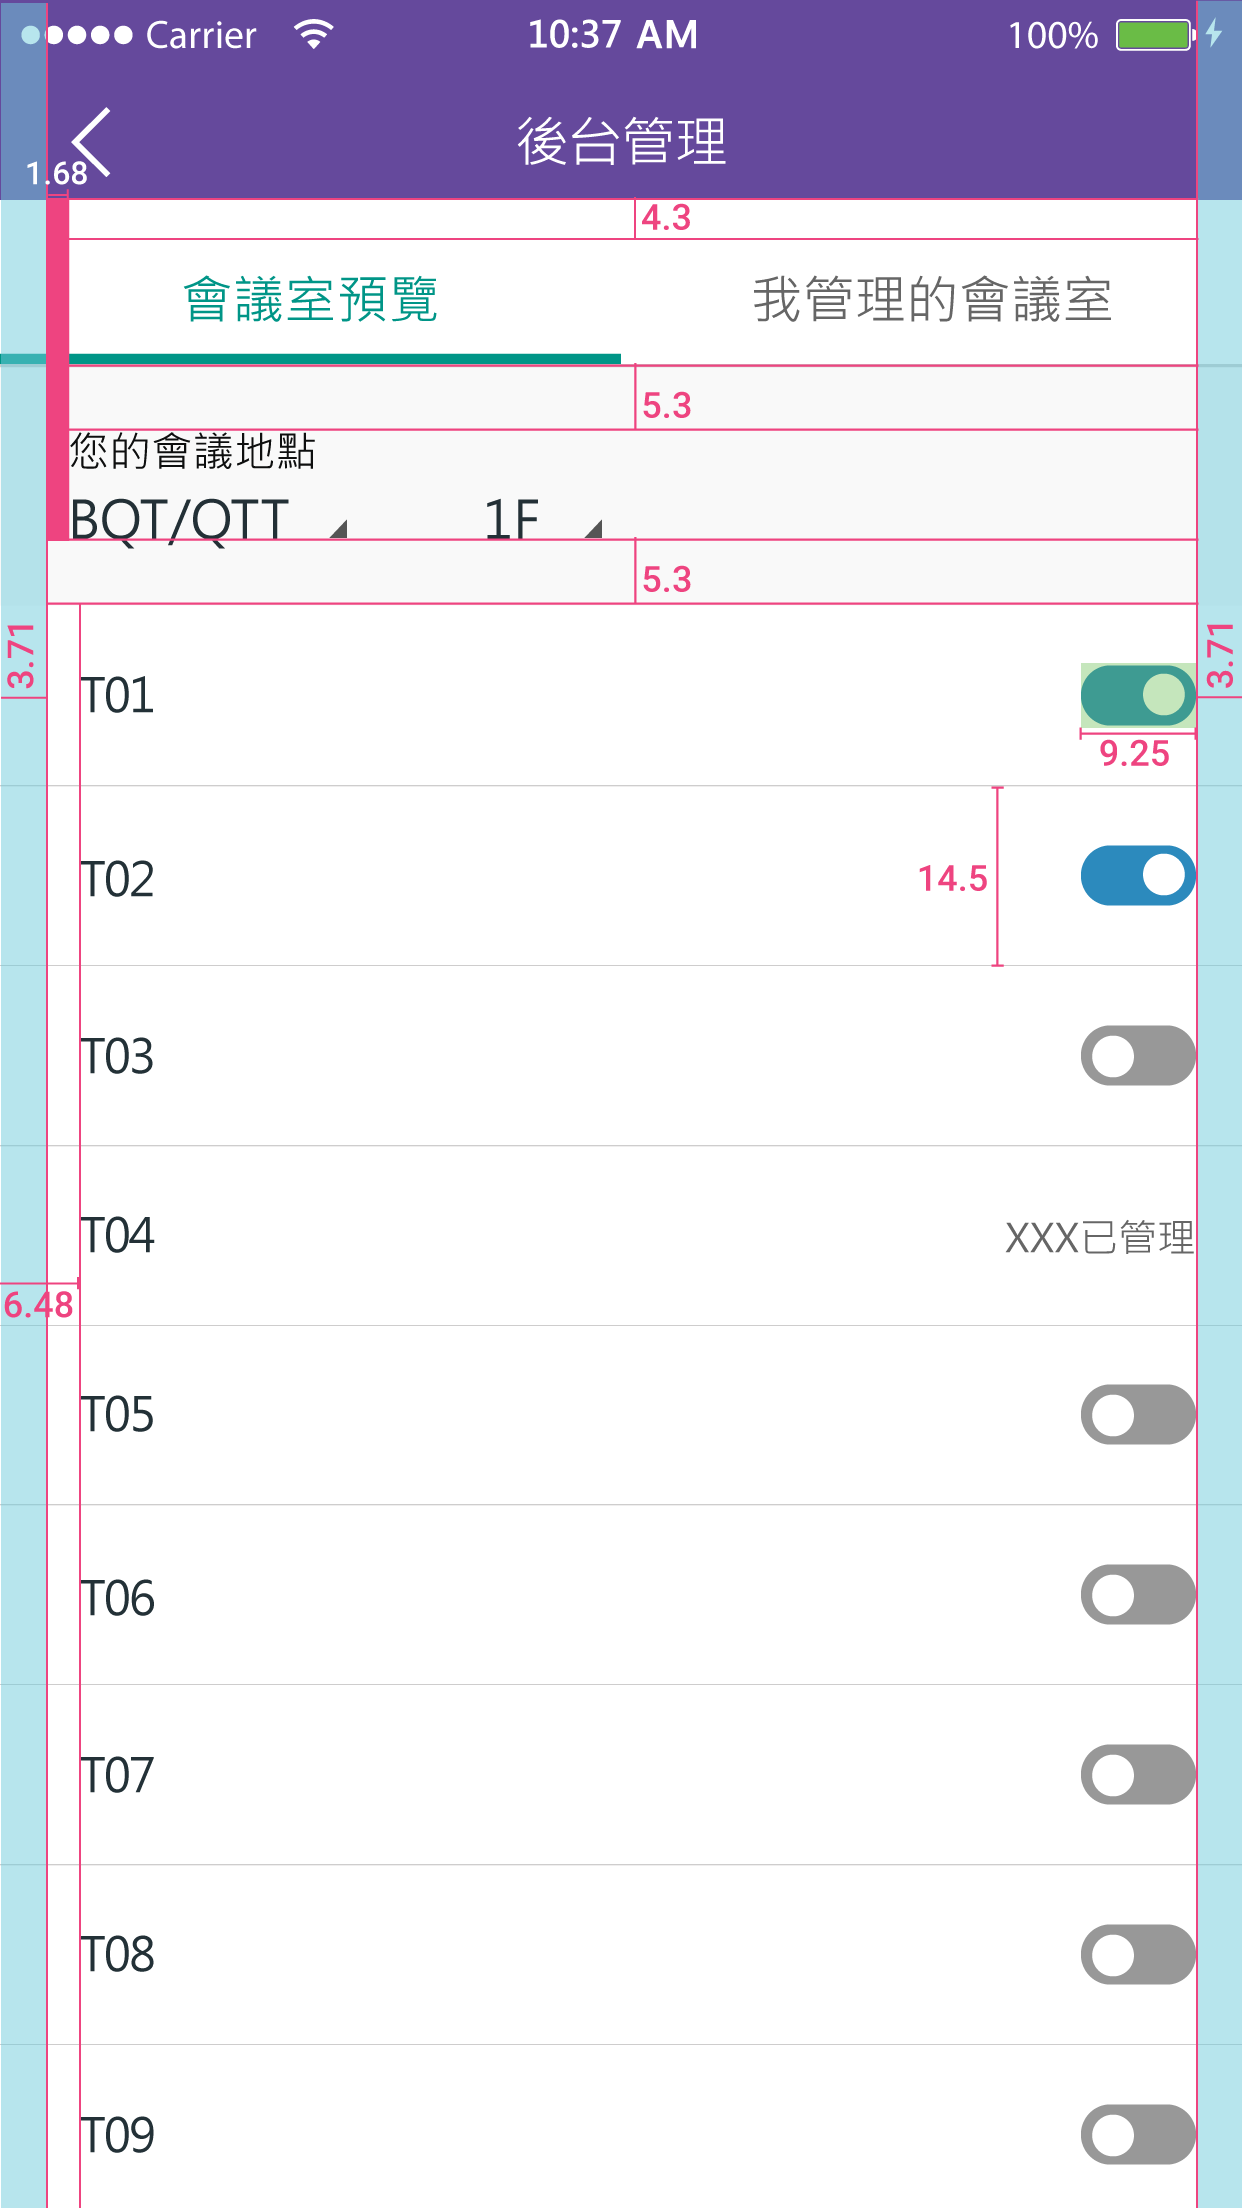 Carrier 10:37 AM 100%
後台管理
1.68
4.3
會議室預覽 我管理的會議室
5.3
您的會議地點
BQT/QTT 1F
5.3
3.71 3.71
T01
9.25
T02
14.5
T03
T04 XXX已管理
6.48
T05
T06
T07
T08
T09